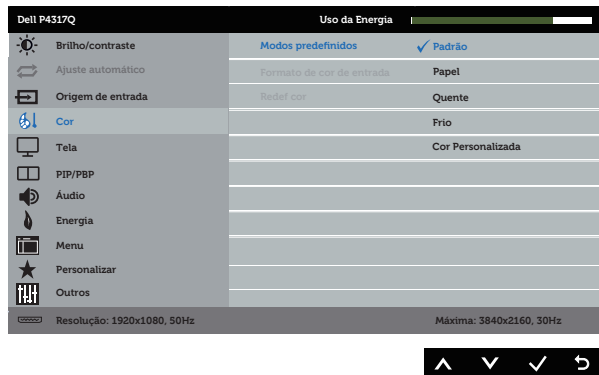 Dell P4317Q Uso da Energia
Brilho/contraste Modos predefinidos Padrão
Ajuste automático Formato de cor de entrada Papel
Origem de entrada Redef cor Quente
Cor Frio
Tela Cor Personalizada
PIP/PBP
Áudio
Energia
Menu
Personalizar
Outros
Resolução: 1920x1080, 50Hz Máxima: 3840x2160, 30Hz